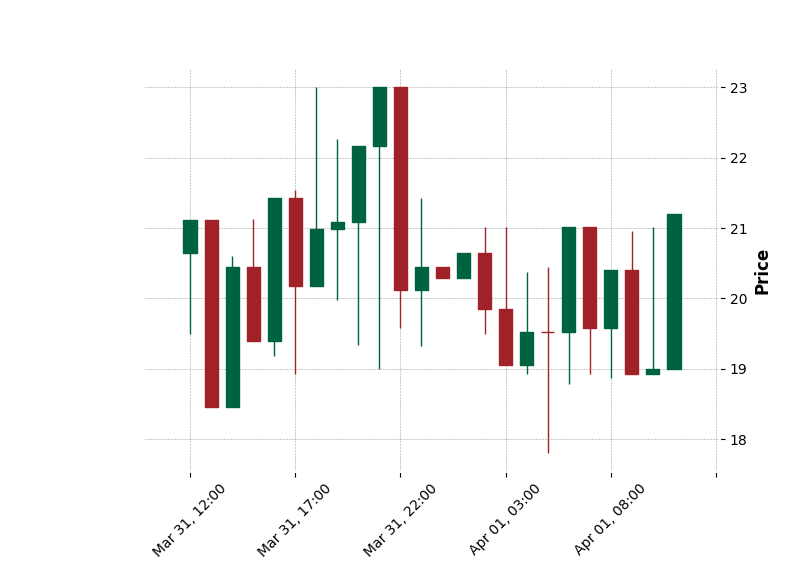 23
22
21
20
19
18
Price
Mar 31, 12:00
Mar 31, 17:00
Mar 31, 22:00
Apr 01, 03:00
Apr 01, 08:00